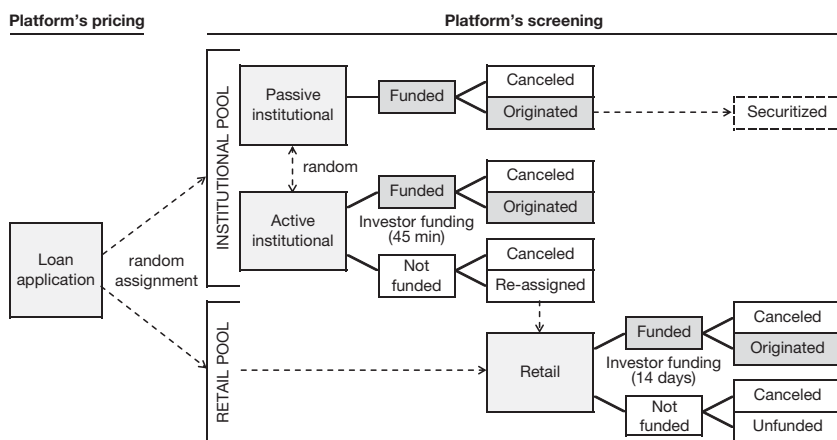 Platform's pricing
Platform's screening
INSTITUTIONAL POOL
Passive
institutional
Funded
Canceled
Originated
Securitized
random
Active
institutional
Funded
Canceled
Originated
Investor funding
(45 min)
Not
funded
Canceled
Re-assigned
Loan
application
random
assignment
RETAIL POOL
Retail
Funded
Canceled
Originated
Investor funding
(14 days)
Not
funded
Canceled
Unfunded